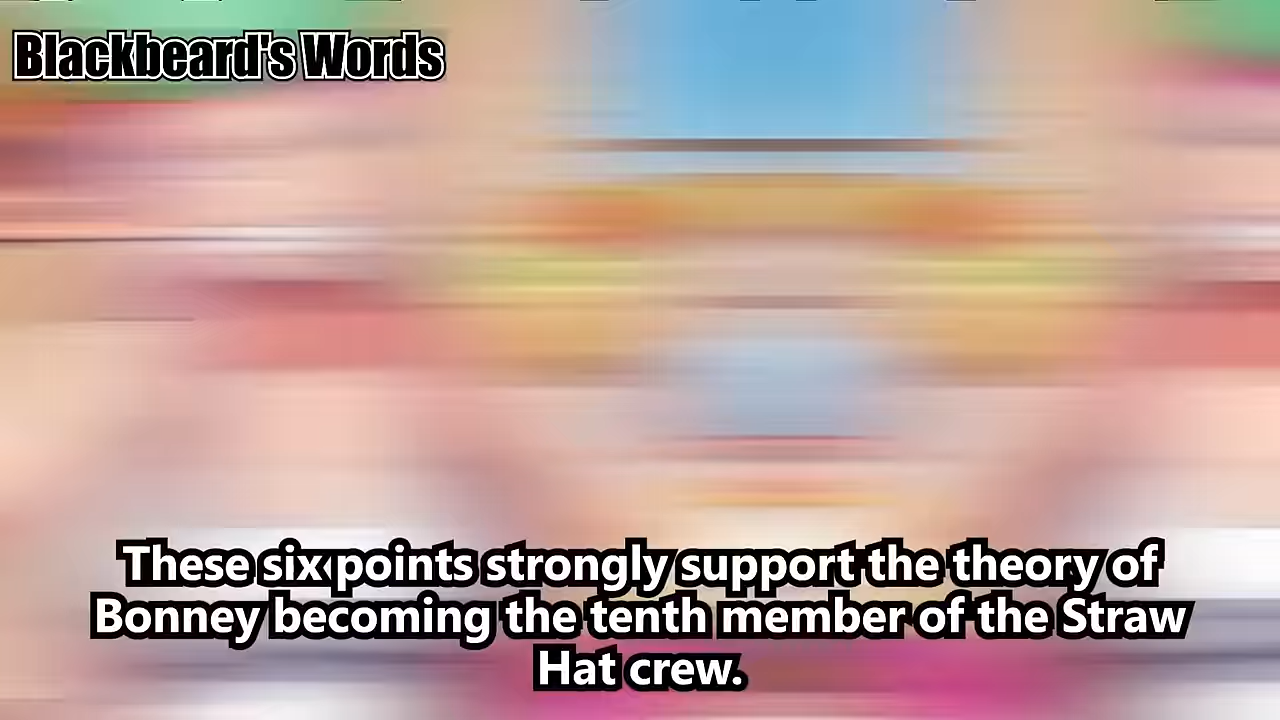 Blackbeard's Words
These six points strongly support the theory of
Bonney becoming the tenth member of the Straw
Hat crew.